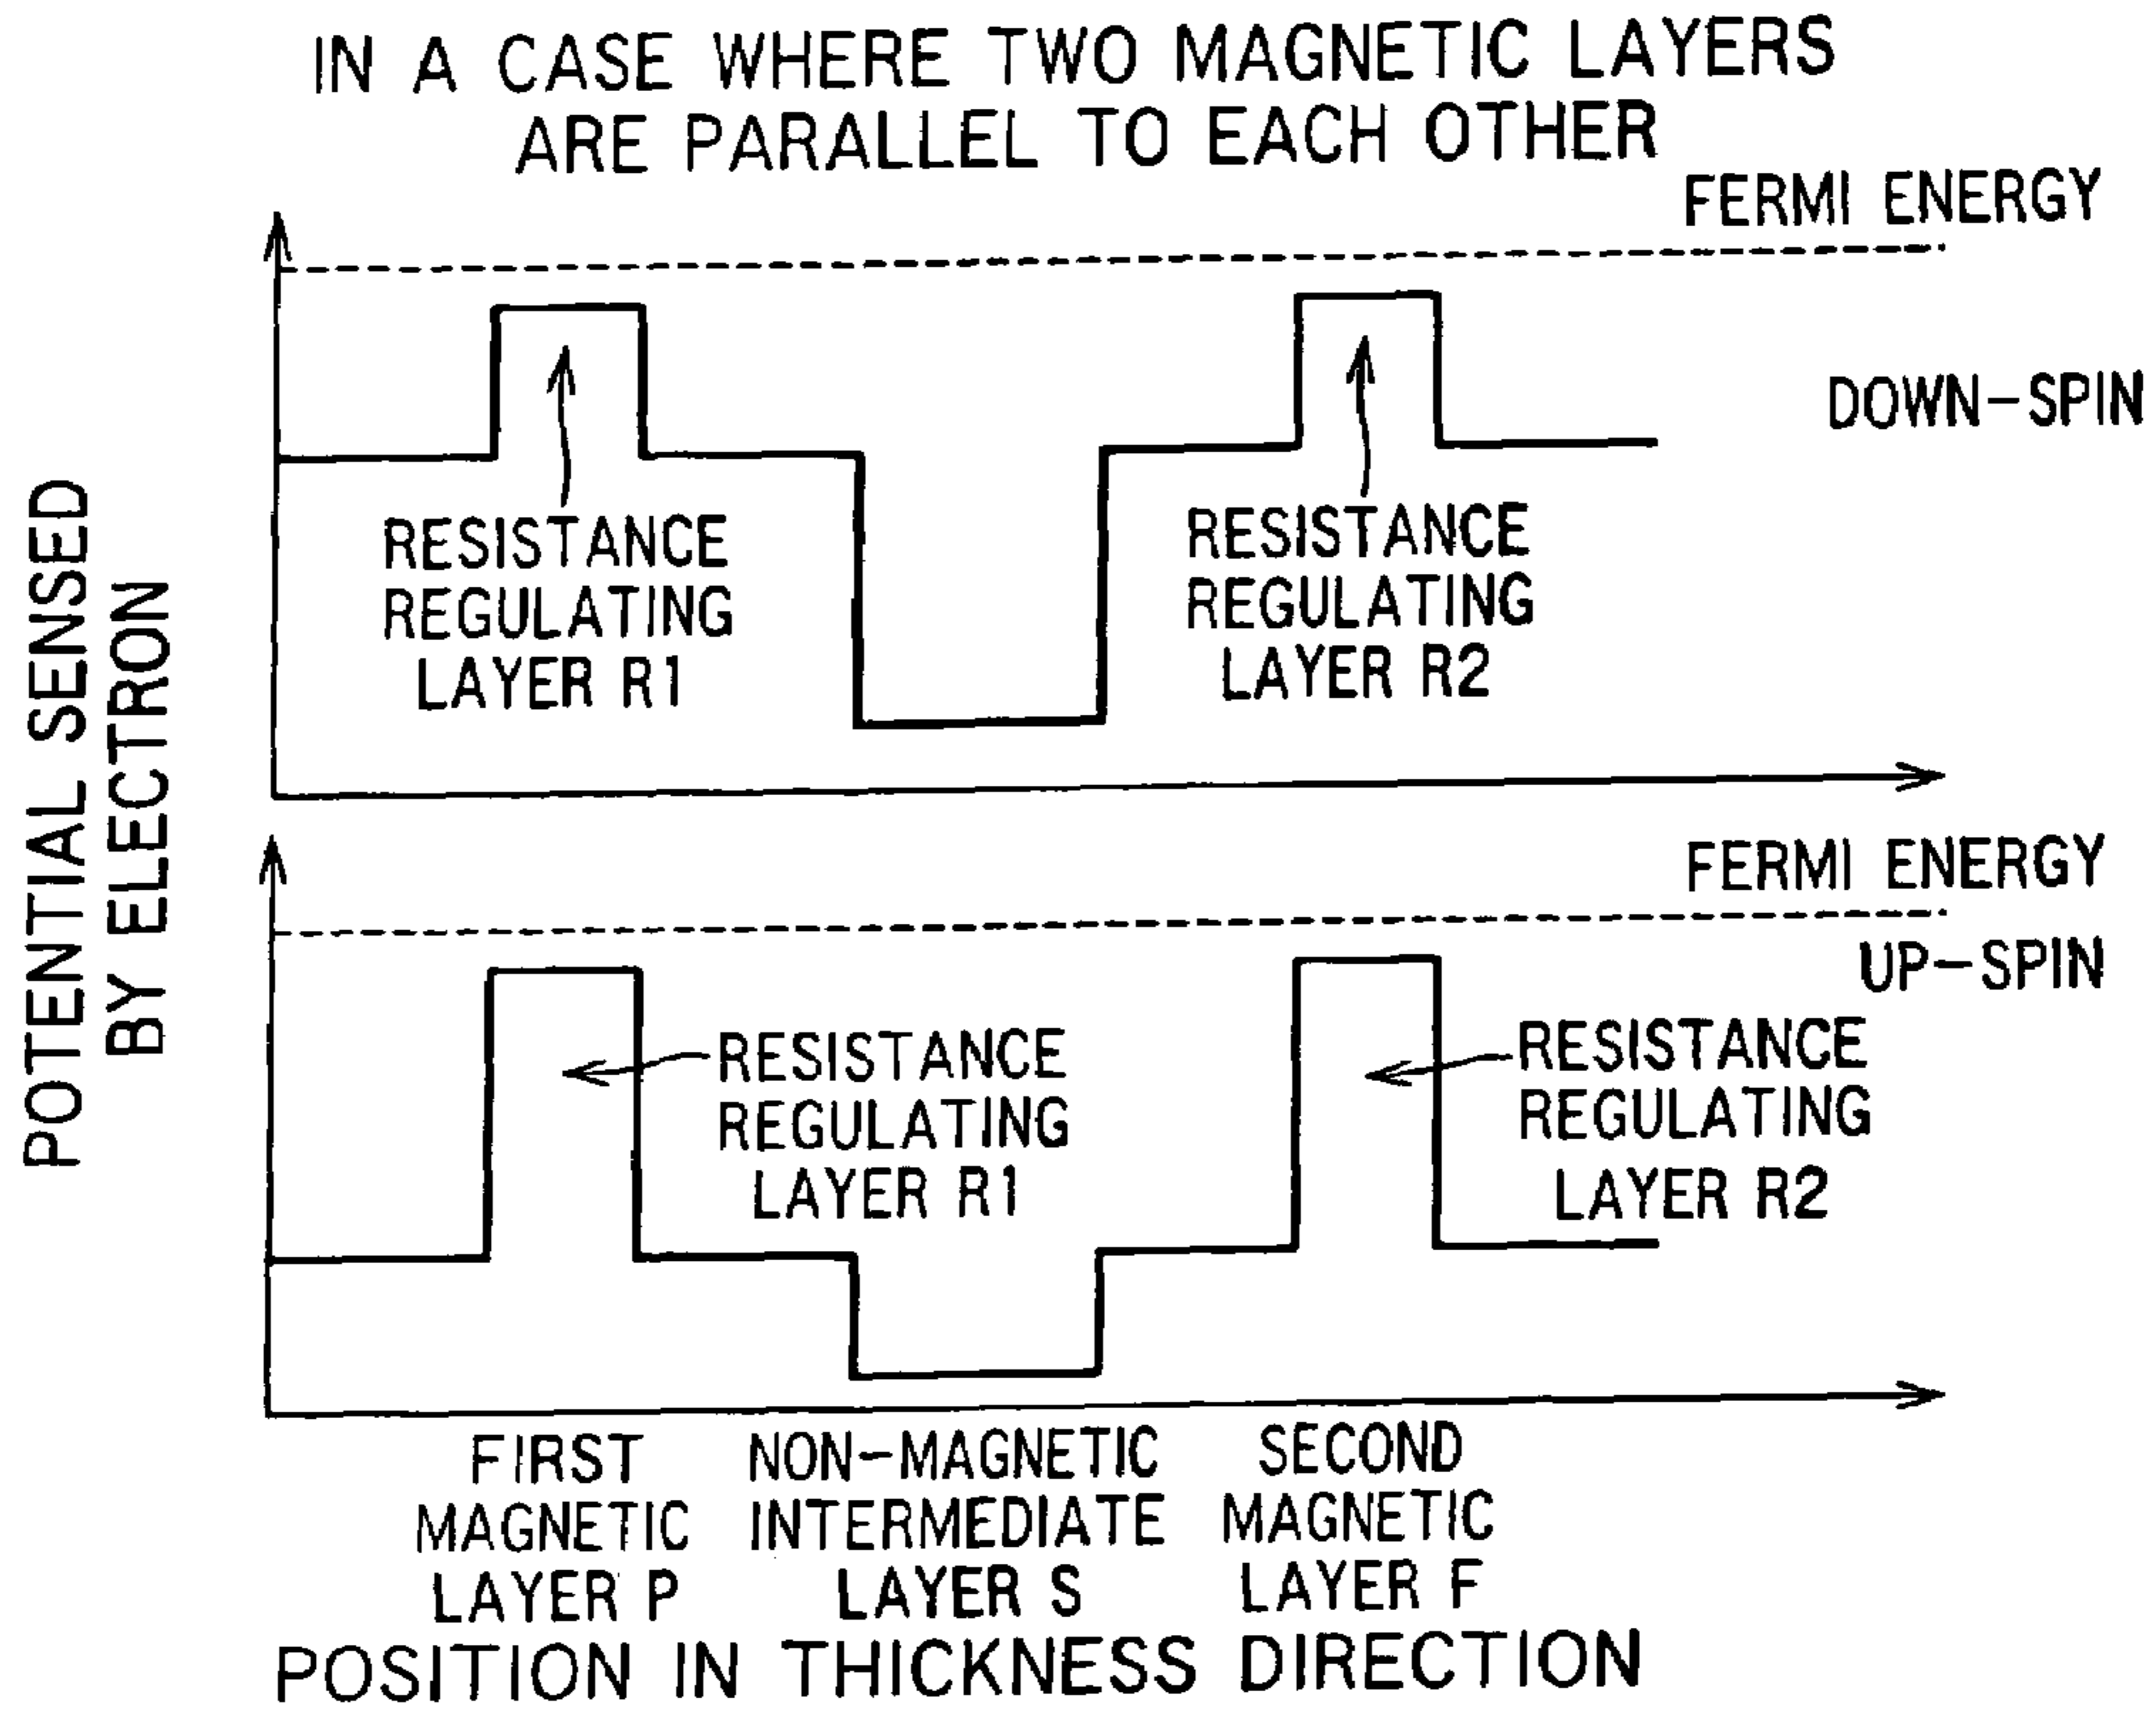 IN A CASE WHERE TWO MAGNETIC LAYERS
ARE PARALLEL TO EACH OTHER
FERMI ENERGY
DOWN-SPIN
RESISTANCE
REGULATING
LAYER R1
RESISTANCE
REGULATING
LAYER R2
POTENTIAL SENSED
BY ELECTRON
FERMI ENERGY
UP-SPIN
RESISTANCE
REGULATING
LAYER R1
RESISTANCE
REGULATING
LAYER R2
FIRST
MAGNETIC
LAYER P
NON-MAGNETIC
INTERMEDIATE
LAYER S
SECOND
MAGNETIC
LAYER F
POSITION IN THICKNESS DIRECTION